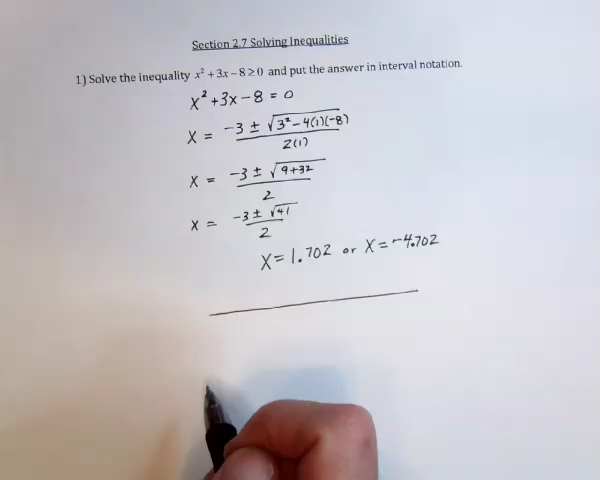 Section 2.7 Solving Inequalities
1) Solve the inequality x² + 3x – 8 ≥ 0 and put the answer in interval notation.
x² + 3x – 8 = 0
x = (-3 ± √(3² – 4(1)(-8))) / 2(1)
x = (-3 ± √(9+32)) / 2
x = (-3 ± √41) / 2
x = 1.702 or x = -4.702